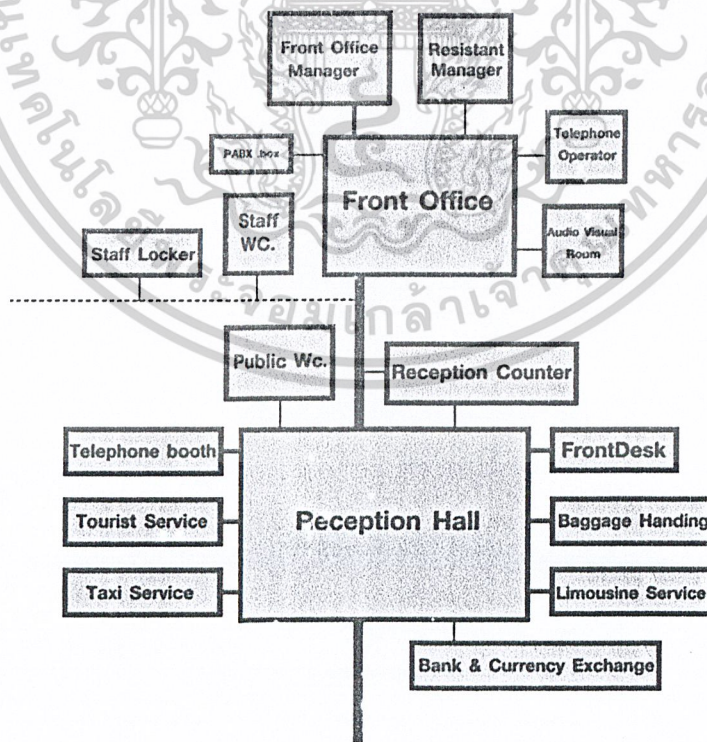 Front Office
Manager
Resistant
Manager
PABX .box
Telephone
Operator
Front Office
Staff
WC.
Staff Locker
Audio Visual
Room
Public Wc.
Reception Counter
Telephone booth
FrontDesk
Tourist Service
Reception Hall
Baggage Handing
Taxi Service
Limousine Service
Bank & Currency Exchange